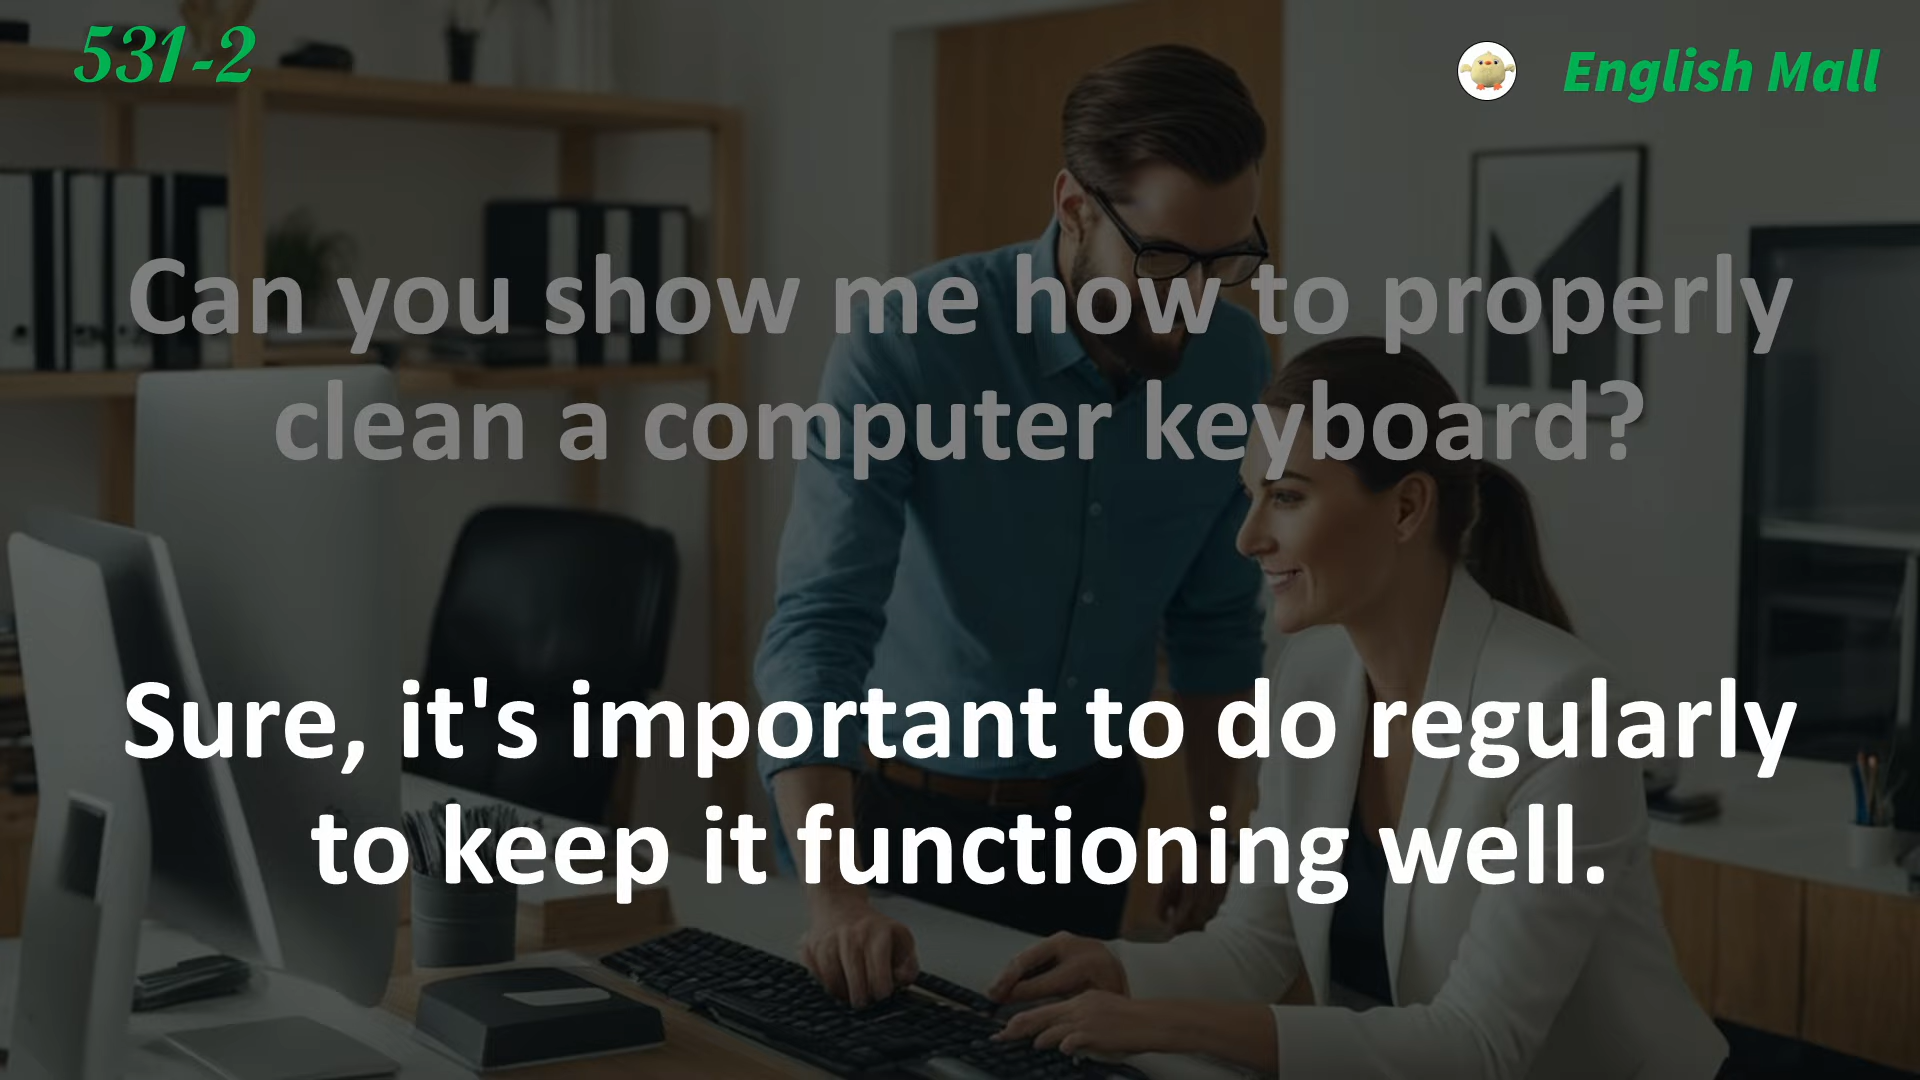 531-2
English Mall
Can you show me how to properly
clean a computer keyboard?
Sure, it's important to do regularly
to keep it functioning well.